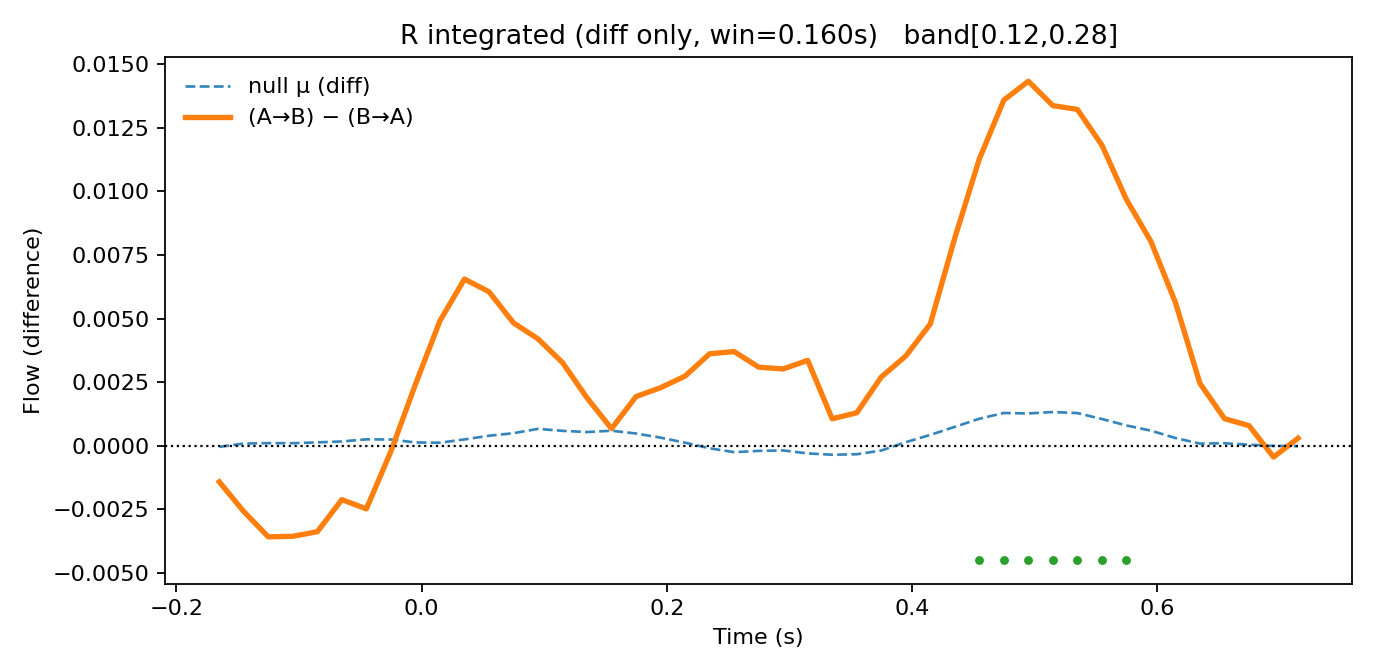 R integrated (diff only, win=0.160s)   band[0.12,0.28]
null µ (diff)
(A→B) − (B→A)
Flow (difference)
0.0150
0.0125
0.0100
0.0075
0.0050
0.0025
0.0000
−0.0025
−0.0050
−0.2
0.0
0.2
0.4
0.6
Time (s)